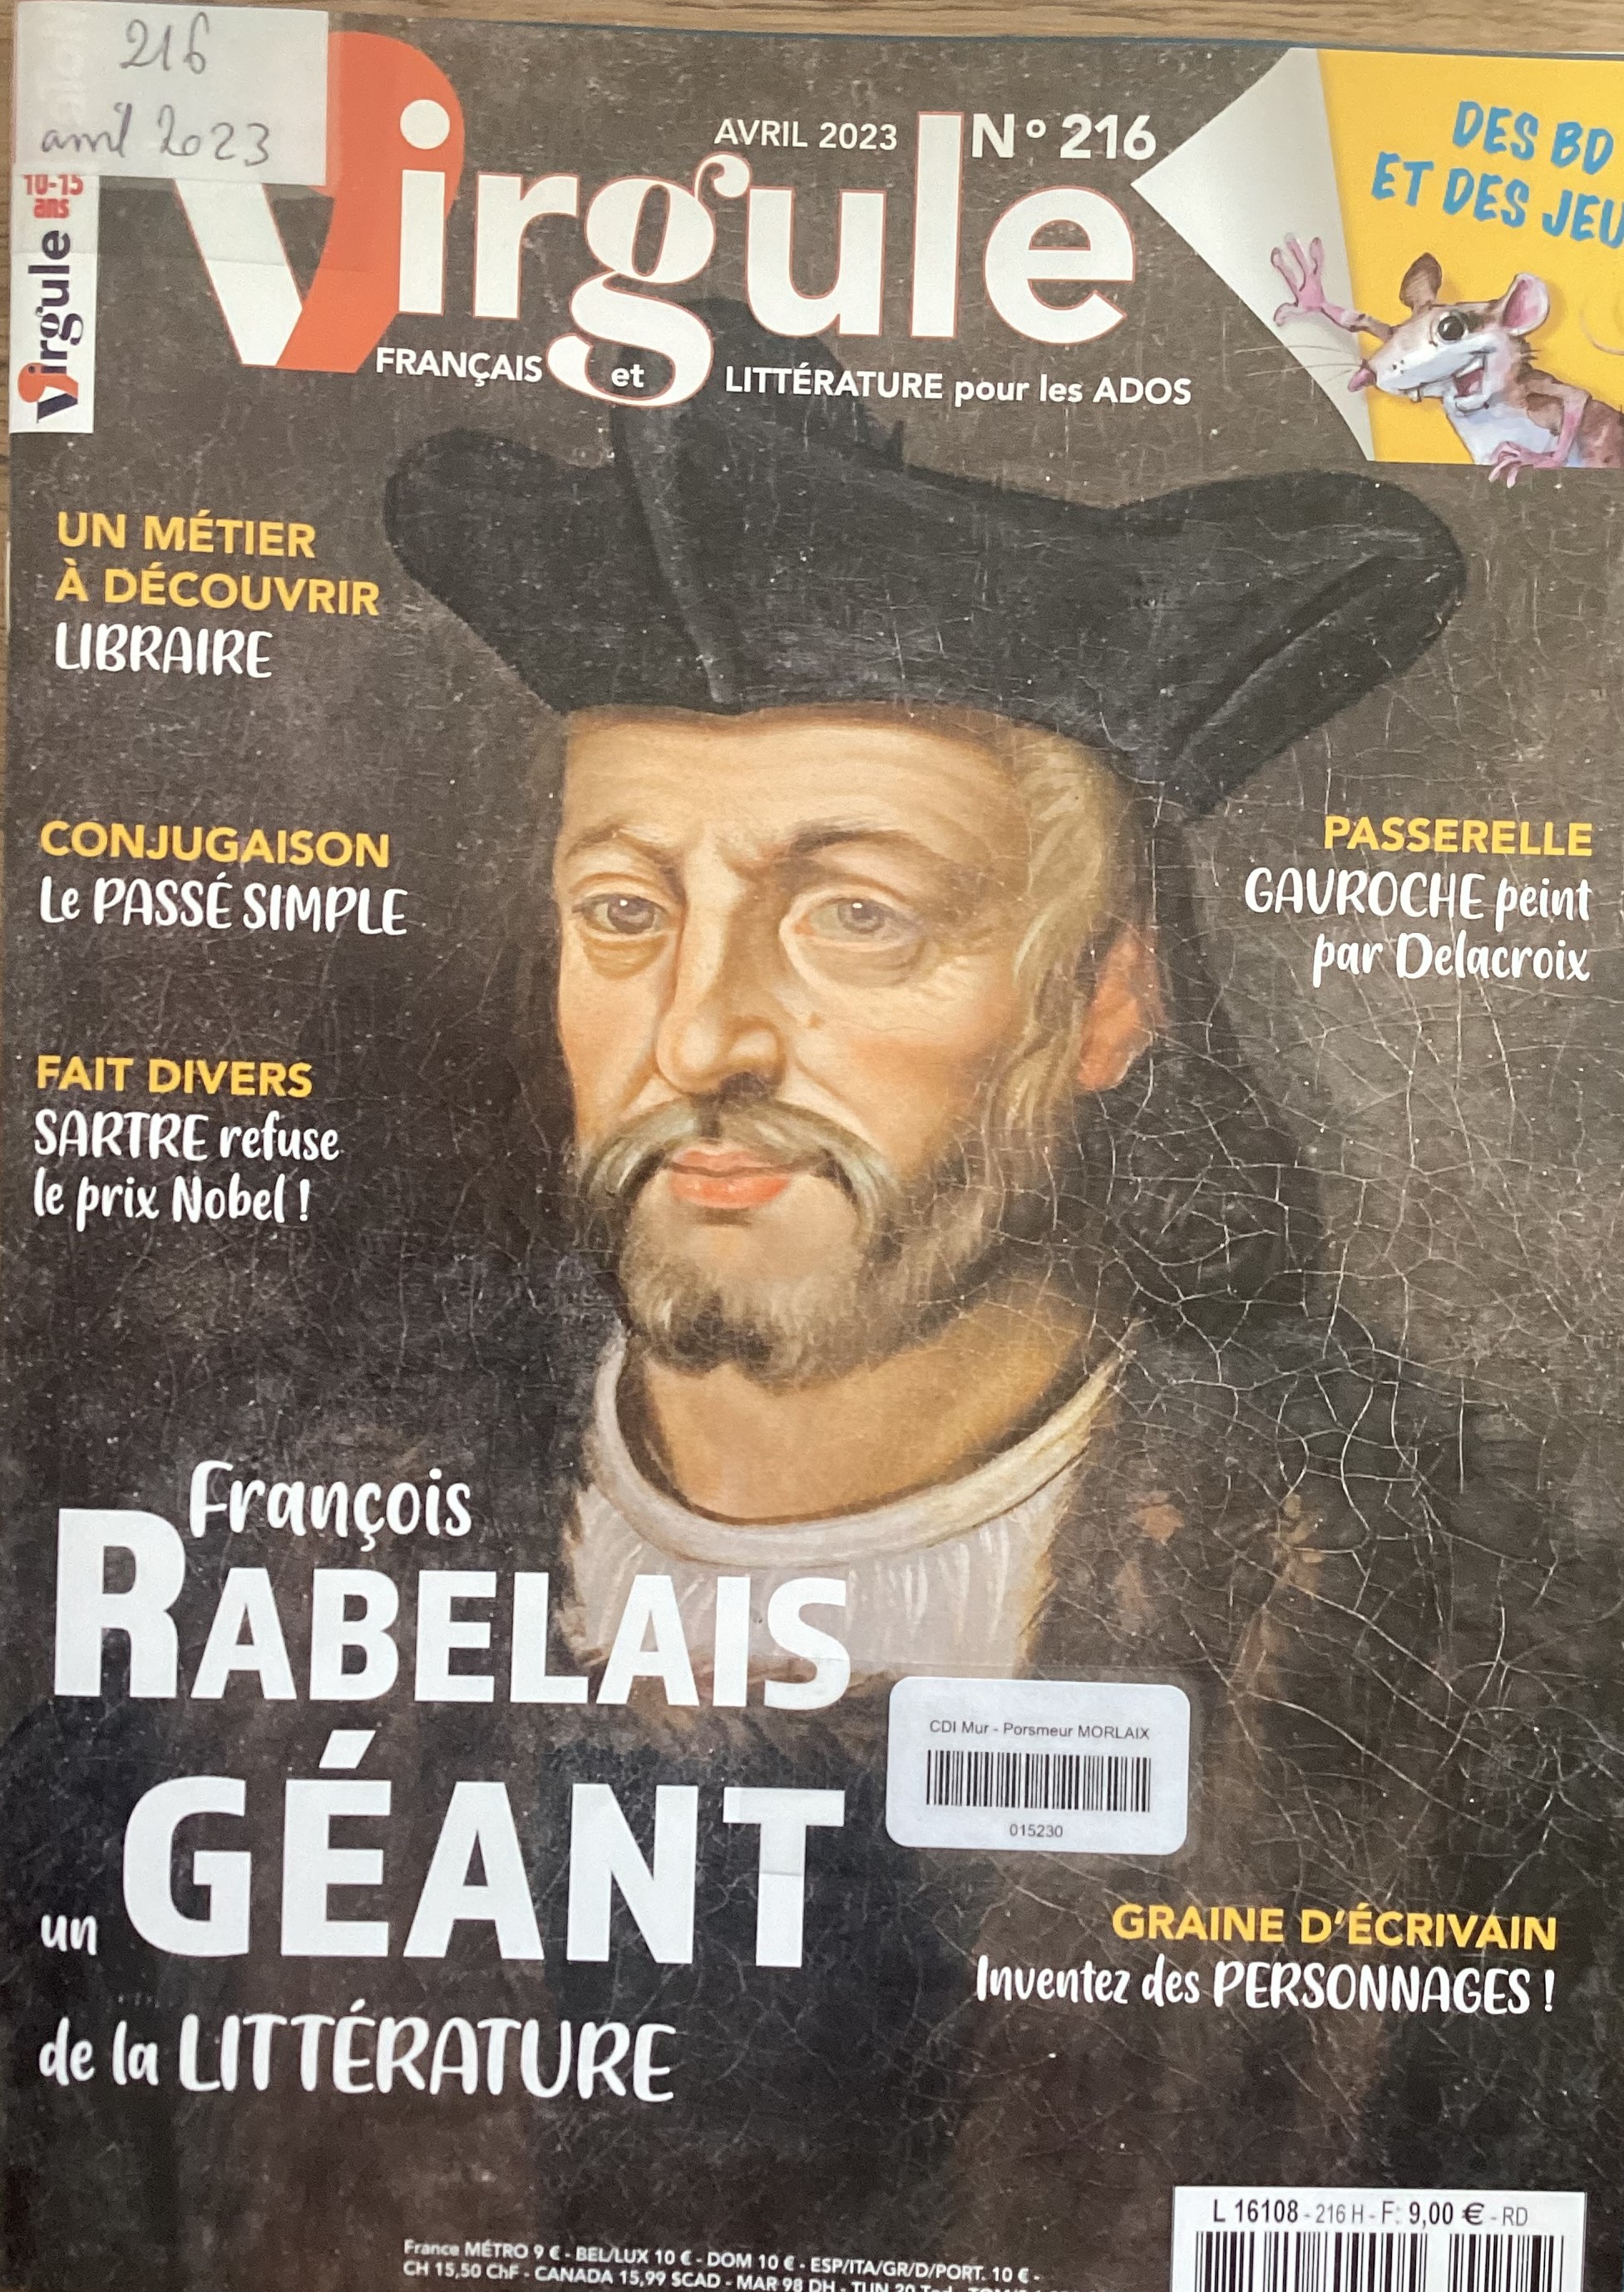 216
avril 2023
10-15
ans
Virgule
AVRIL 2023
N° 216
Virgule
FRANÇAIS et LITTÉRATURE pour les ADOS
DES BD
ET DES JEU
UN MÉTIER
À DÉCOUVRIR
LIBRAIRE
CONJUGAISON
Le PASSÉ SIMPLE
FAIT DIVERS
SARTRE refuse
le prix Nobel !
PASSERELLE
GAVROCHE peint
par Delacroix
François
RABELAIS
un GÉANT
de la LITTÉRATURE
CDI Mur - Porsmeur MORLAIX
015230
GRAINE D'ÉCRIVAIN
Inventez des PERSONNAGES !
L 16108 - 216 H - F: 9,00 € - RD
France MÉTRO 9 € - BEL/LUX 10 € - DOM 10 € - ESP/ITA/GR/D/PORT. 10 € -
CH 15,50 ChF - CANADA 15,99 $CAD - MAR 98 DH - TUN 20